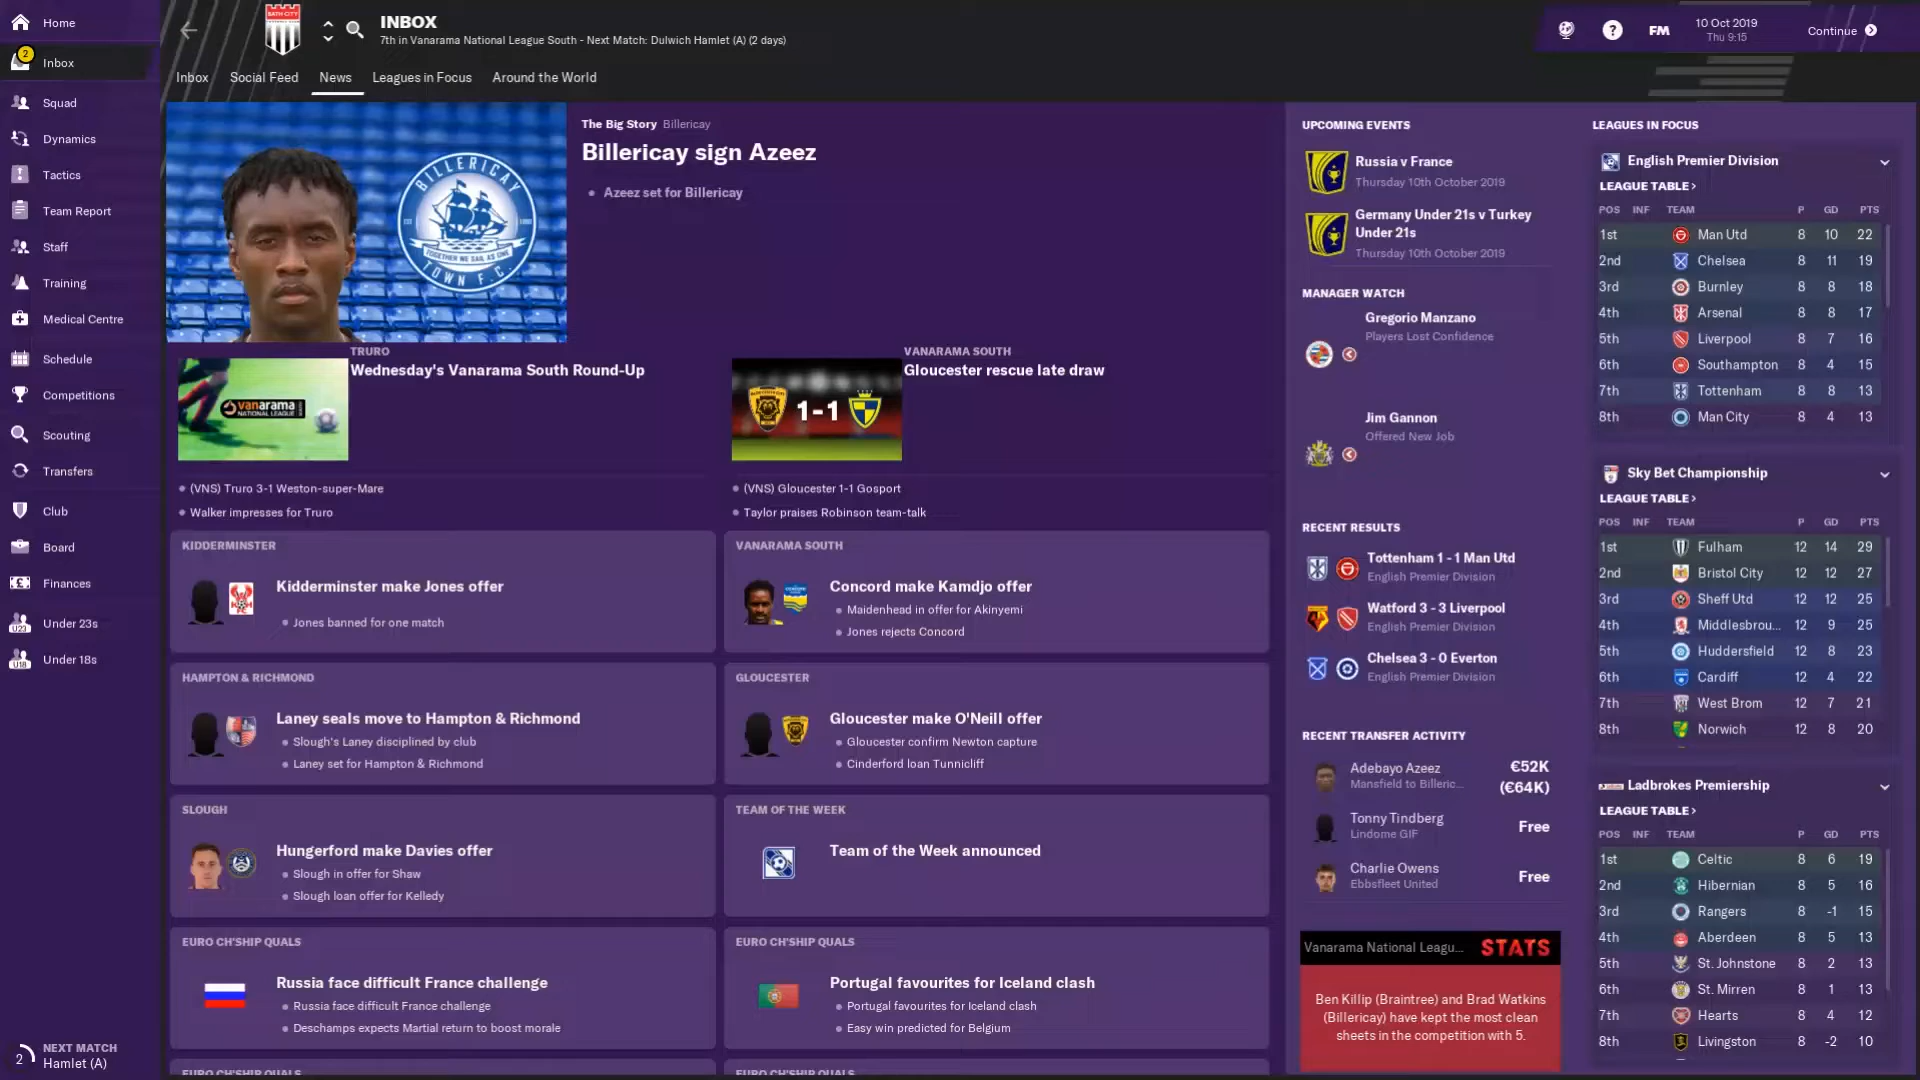 Home
2
Inbox
Squad
Dynamics
Tactics
Team Report
Staff
Training
Medical Centre
Schedule
Competitions
Scouting
Transfers
Club
Board
Finances
U23
Under 23s
U18
Under 18s
2
NEXT MATCH
Hamlet (A)
BATH CITY
INBOX
7th in Vanarama National League South - Next Match: Dulwich Hamlet (A) (2 days)
?
FM
10 Oct 2019
Thu 9:15
Continue
Inbox
Social Feed
News
Leagues in Focus
Around the World
BILLERICAY
TOGETHER WE SAIL AS ONE
TOWN F.C.
The Big Story Billericay
Billericay sign Azeez
Azeez set for Billericay
TRURO
Wednesday's Vanarama South Round-Up
vanarama
NATIONAL LEAGUE
(VNS) Truro 3-1 Weston-super-Mare
Walker impresses for Truro
VANARAMA SOUTH
Gloucester rescue late draw
1-1
(VNS) Gloucester 1-1 Gosport
Taylor praises Robinson team-talk
KIDDERMINSTER
Kidderminster make Jones offer
Jones banned for one match
VANARAMA SOUTH
Concord make Kamdjo offer
Maidenhead in offer for Akinyemi
Jones rejects Concord
HAMPTON & RICHMOND
Laney seals move to Hampton & Richmond
Slough's Laney disciplined by club
Laney set for Hampton & Richmond
GLOUCESTER
Gloucester make O'Neill offer
Gloucester confirm Newton capture
Cinderford loan Tunnicliff
SLOUGH
Hungerford make Davies offer
Slough in offer for Shaw
Slough loan offer for Kelledy
TEAM OF THE WEEK
Team of the Week announced
EURO CH'SHIP QUALS
Russia face difficult France challenge
Russia face difficult France challenge
Deschamps expects Martial return to boost morale
EURO CH'SHIP QUALS
Portugal favourites for Iceland clash
Portugal favourites for Iceland clash
Easy win predicted for Belgium
EURO CH'SHIP QUALS
EURO CH'SHIP QUALS
UPCOMING EVENTS
Russia v France
Thursday 10th October 2019
Germany Under 21s v Turkey
Under 21s
Thursday 10th October 2019
MANAGER WATCH
Gregorio Manzano
Players Lost Confidence
Jim Gannon
Offered New Job
RECENT RESULTS
Tottenham 1 - 1 Man Utd
English Premier Division
Watford 3 - 3 Liverpool
English Premier Division
Chelsea 3 - 0 Everton
English Premier Division
RECENT TRANSFER ACTIVITY
Adebayo Azeez
Mansfield to Billeric...
€52K
(€64K)
Tonny Tindberg
Lindome GIF
Free
Charlie Owens
Ebbsfleet United
Free
Vanarama National Leagu... STATS
Ben Killip (Braintree) and Brad Watkins
(Billericay) have kept the most clean
sheets in the competition with 5.
LEAGUES IN FOCUS
English Premier Division
LEAGUE TABLE >
POS INF TEAM P GD PTS
1st Man Utd 8 10 22
2nd Chelsea 8 11 19
3rd Burnley 8 8 18
4th Arsenal 8 8 17
5th Liverpool 8 7 16
6th Southampton 8 4 15
7th Tottenham 8 8 13
8th Man City 8 4 13
Sky Bet Championship
LEAGUE TABLE >
POS INF TEAM P GD PTS
1st Fulham 12 14 29
2nd Bristol City 12 12 27
3rd Sheff Utd 12 12 25
4th Middlesbrou... 12 9 25
5th Huddersfield 12 8 23
6th Cardiff 12 4 22
7th West Brom 12 7 21
8th Norwich 12 8 20
Ladbrokes Premiership
LEAGUE TABLE >
POS INF TEAM P GD PTS
1st Celtic 8 6 19
2nd Hibernian 8 5 16
3rd Rangers 8 -1 15
4th Aberdeen 8 5 13
5th St. Johnstone 8 2 13
6th St. Mirren 8 1 13
7th Hearts 8 4 12
8th Livingston 8 -2 10